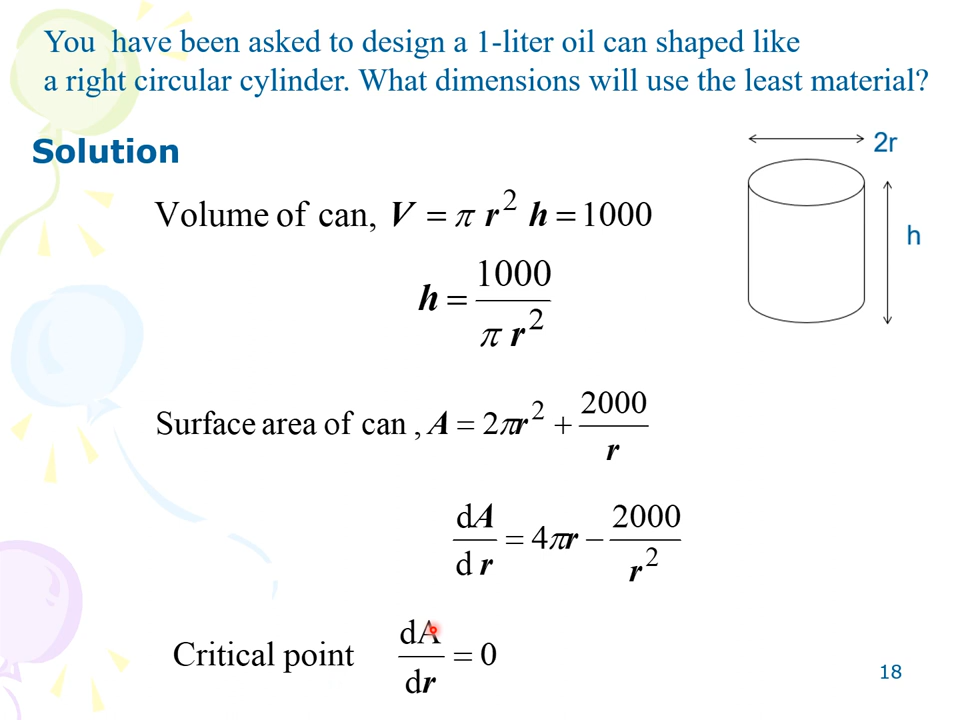 You have been asked to design a 1-liter oil can shaped like
a right circular cylinder. What dimensions will use the least material?
Solution
2r
h
Volume of can, V = π r² h = 1000
h = 1000 / π r²
Surface area of can , A = 2πr² + 2000 / r
dA / dr = 4πr − 2000 / r²
Critical point dA / dr = 0
18